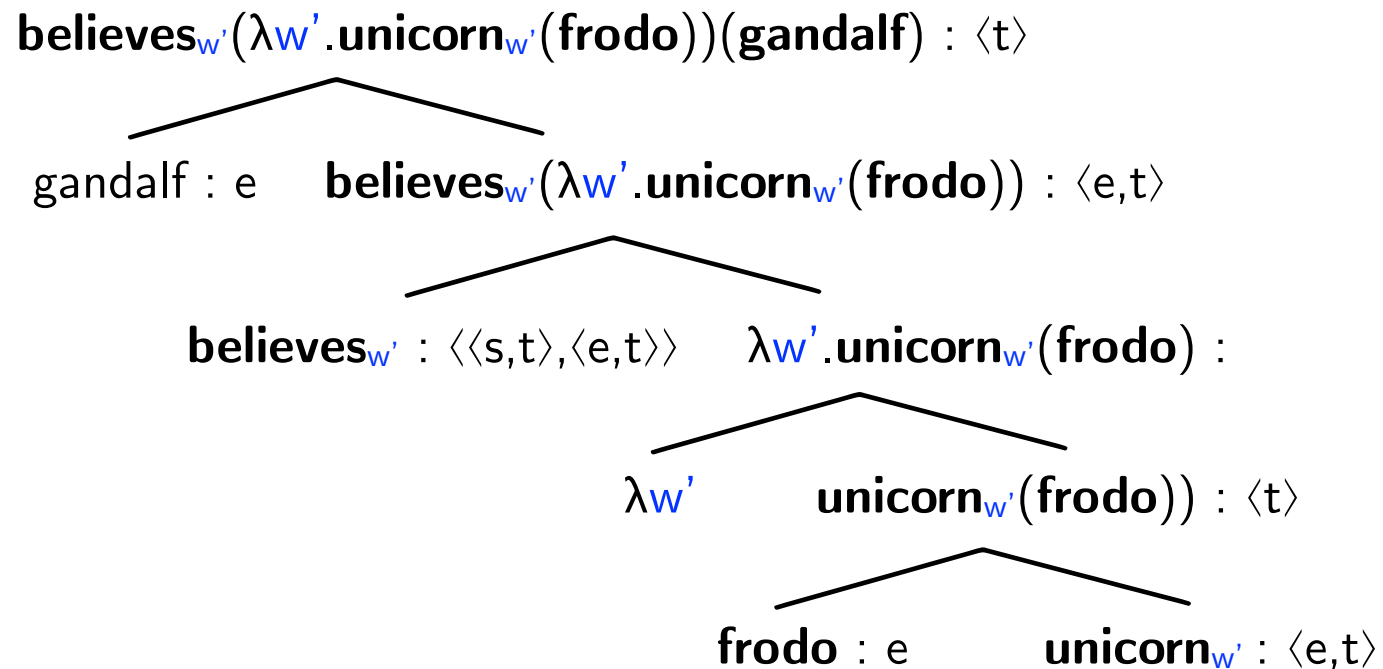 believesw'(λw'.unicornw'(frodo))(gandalf) : ⟨t⟩
gandalf : e believesw'(λw'.unicornw'(frodo)) : ⟨e,t⟩
believesw' : ⟨⟨s,t⟩,⟨e,t⟩⟩ λw'.unicornw'(frodo) :
λw' unicornw'(frodo)) : ⟨t⟩
frodo : e unicornw' : ⟨e,t⟩